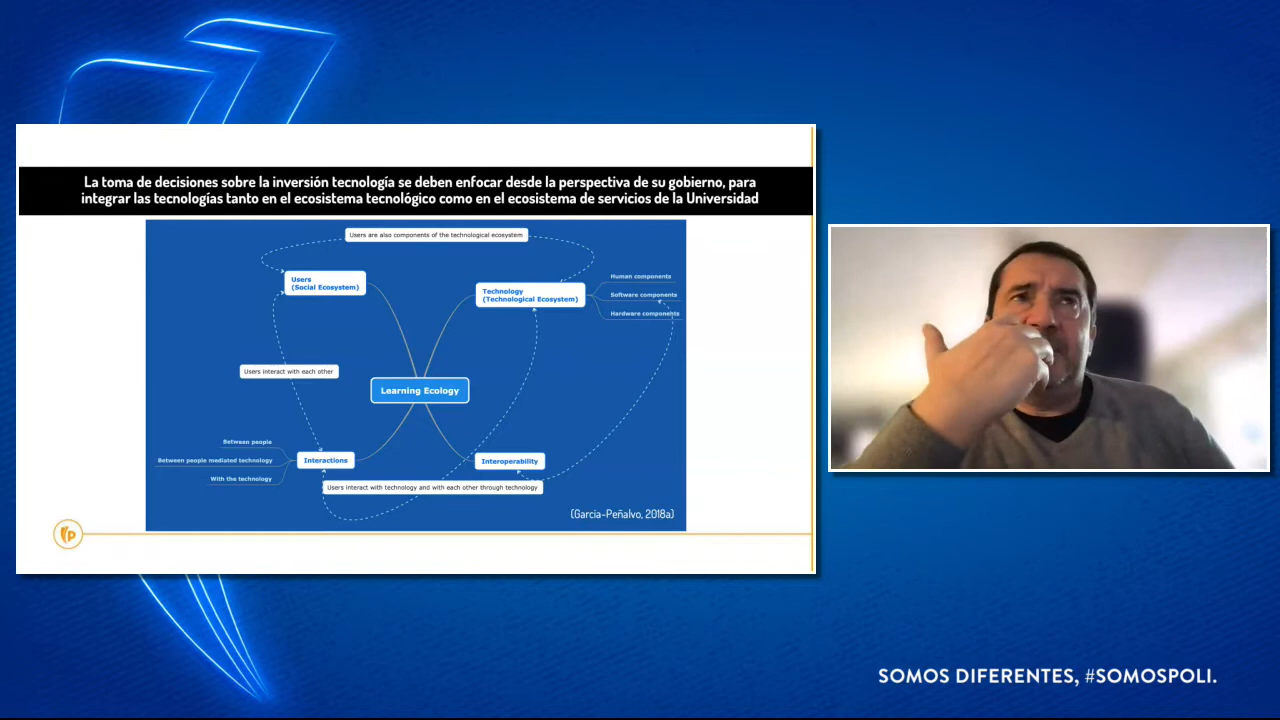 La toma de decisiones sobre la inversión tecnología se deben enfocar desde la perspectiva de su gobierno, para
integrar las tecnologías tanto en el ecosistema tecnológico como en el ecosistema de servicios de la Universidad
Users are also components of the technological ecosystem
Users
(Social Ecosystem)
Technology
(Technological Ecosystem)
Human components
Software components
Hardware components
Users interact with each other
Learning Ecology
Between people
Between people mediated technology
With the technology
Interactions
Interoperability
Users interact with technology and with each other through technology
(Garcia-Peñalvo, 2018a)
P
SOMOS DIFERENTES, #SOMOSPOLI.